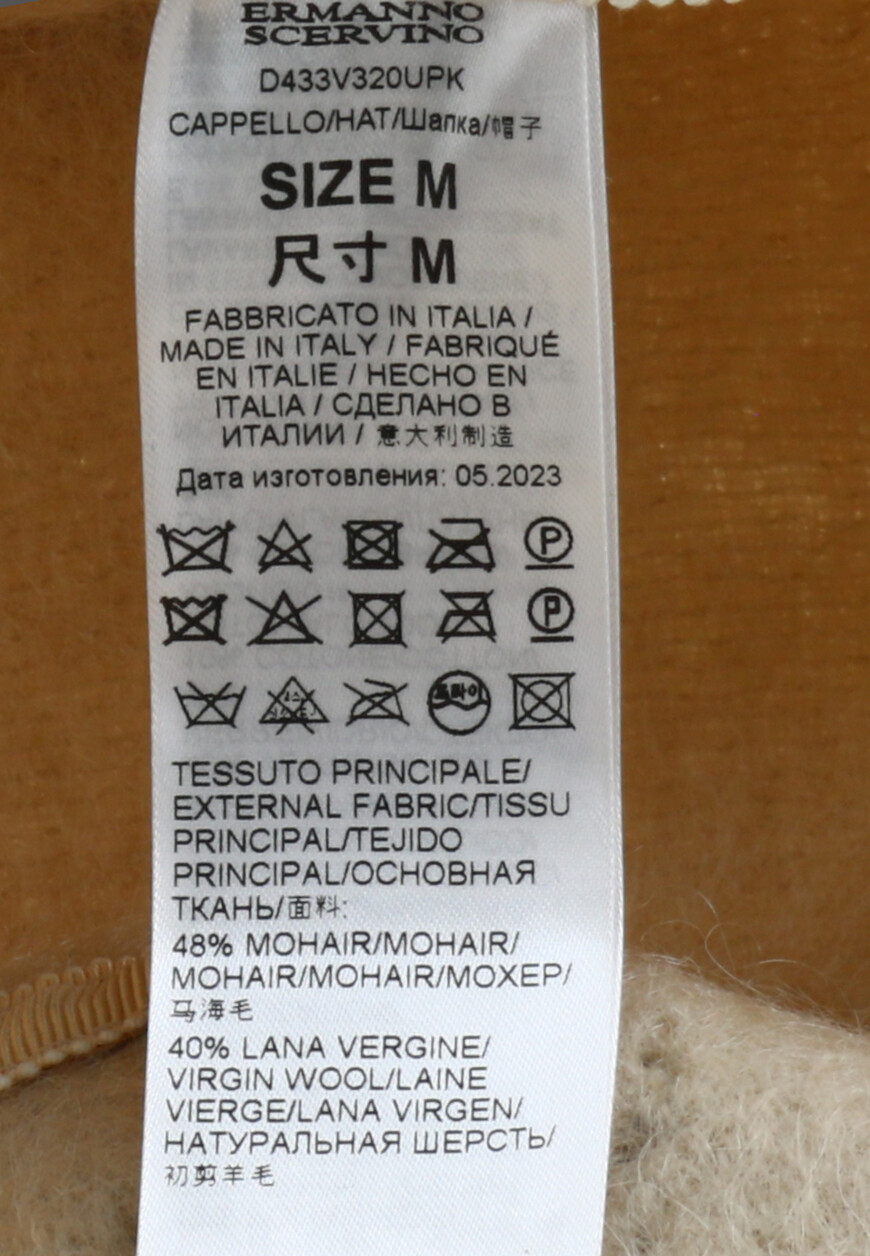 ERMANNO
SCERVINO
D433V320UPK
CAPPELLO/HAT/Шапка/帽子
SIZE M
尺寸 M
FABBRICATO IN ITALIA /
MADE IN ITALY / FABRIQUÉ
EN ITALIE / HECHO EN
ITALIA / СДЕЛАНО В
ИТАЛИИ / 意大利制造
Дата изготовления: 05.2023
P
P
드라이
TESSUTO PRINCIPALE/
EXTERNAL FABRIC/TISSU
PRINCIPAL/TEJIDO
PRINCIPAL/ОСНОВНАЯ
ТКАНЬ/面料:
48% MOHAIR/MOHAIR/
MOHAIR/MOHAIR/МОХЕР/
马海毛
40% LANA VERGINE/
VIRGIN WOOL/LAINE
VIERGE/LANA VIRGEN/
НАТУРАЛЬНАЯ ШЕРСТЬ/
初剪羊毛